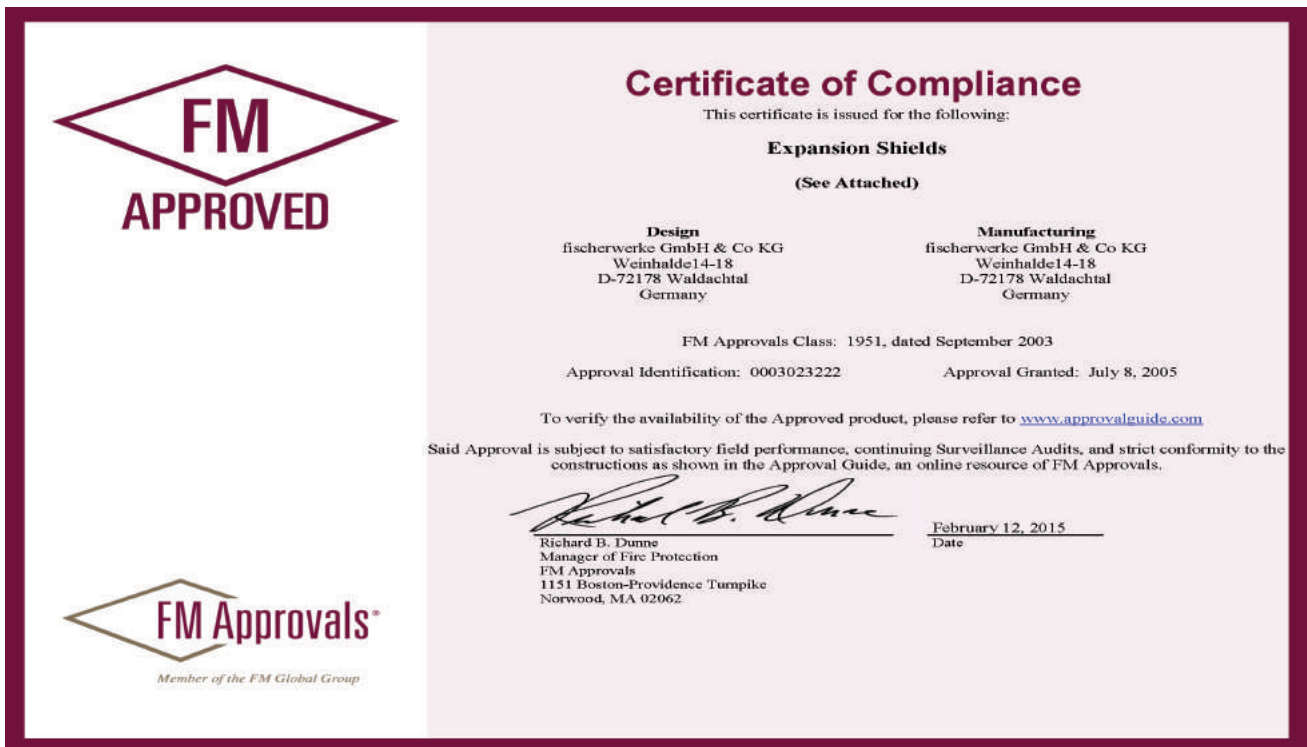 FM
APPROVED
Certificate of Compliance
This certificate is issued for the following:
Expansion Shields
(See Attached)
Design
fischerwerke GmbH & Co KG
Weinhalde14-18
D-72178 Waldachtal
Germany
Manufacturing
fischerwerke GmbH & Co KG
Weinhalde14-18
D-72178 Waldachtal
Germany
FM Approvals Class: 1951, dated September 2003
Approval Identification: 0003023222
Approval Granted: July 8, 2005
To verify the availability of the Approved product, please refer to www.approvalguide.com
Said Approval is subject to satisfactory field performance, continuing Surveillance Audits, and strict conformity to the
constructions as shown in the Approval Guide, an online resource of FM Approvals.
Richard B. Dunne
February 12, 2015
Richard B. Dunne
Date
Manager of Fire Protection
FM Approvals
1151 Boston-Providence Turnpike
Norwood, MA 02062
FM Approvals®
Member of the FM Global Group